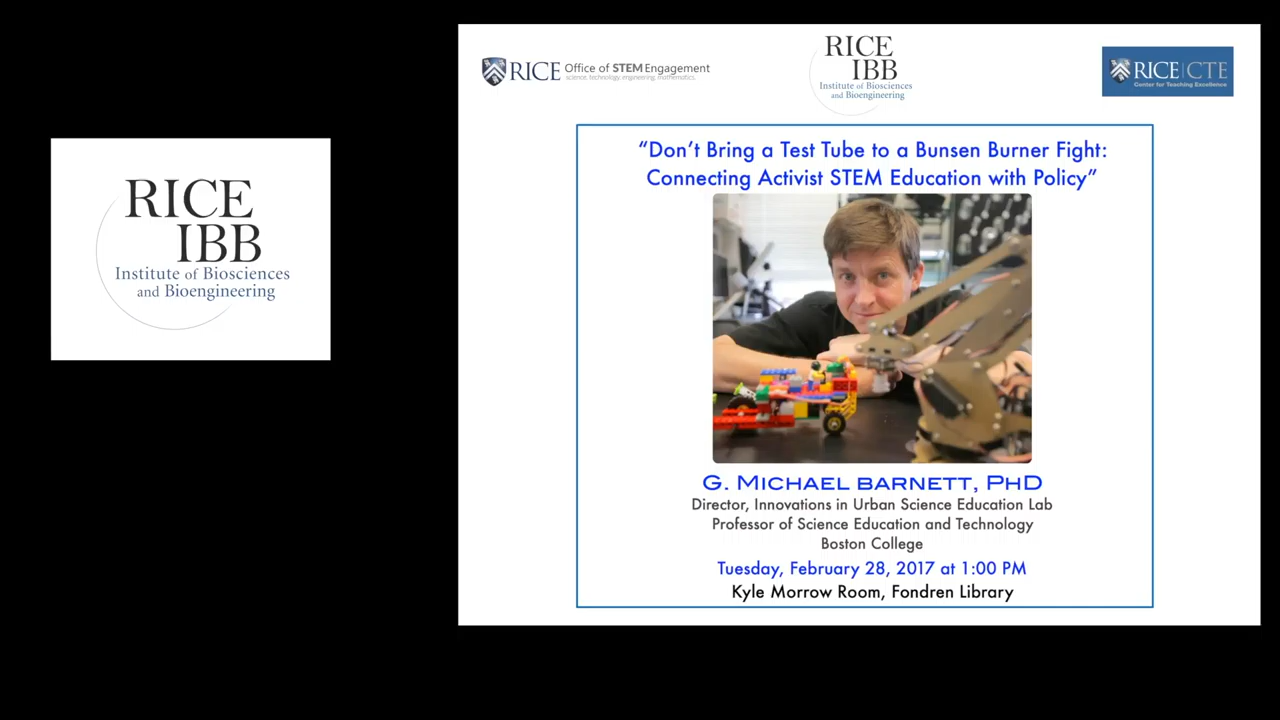 RICE
IBB
Institute of Biosciences
and Bioengineering
RICE Office of STEM Engagement
science, technology, engineering, mathematics.
RICE
IBB
Institute of Biosciences
and Bioengineering
RICE | CTE
Center for Teaching Excellence
“Don’t Bring a Test Tube to a Bunsen Burner Fight:
Connecting Activist STEM Education with Policy”
G. Michael Barnett, PhD
Director, Innovations in Urban Science Education Lab
Professor of Science Education and Technology
Boston College
Tuesday, February 28, 2017 at 1:00 PM
Kyle Morrow Room, Fondren Library